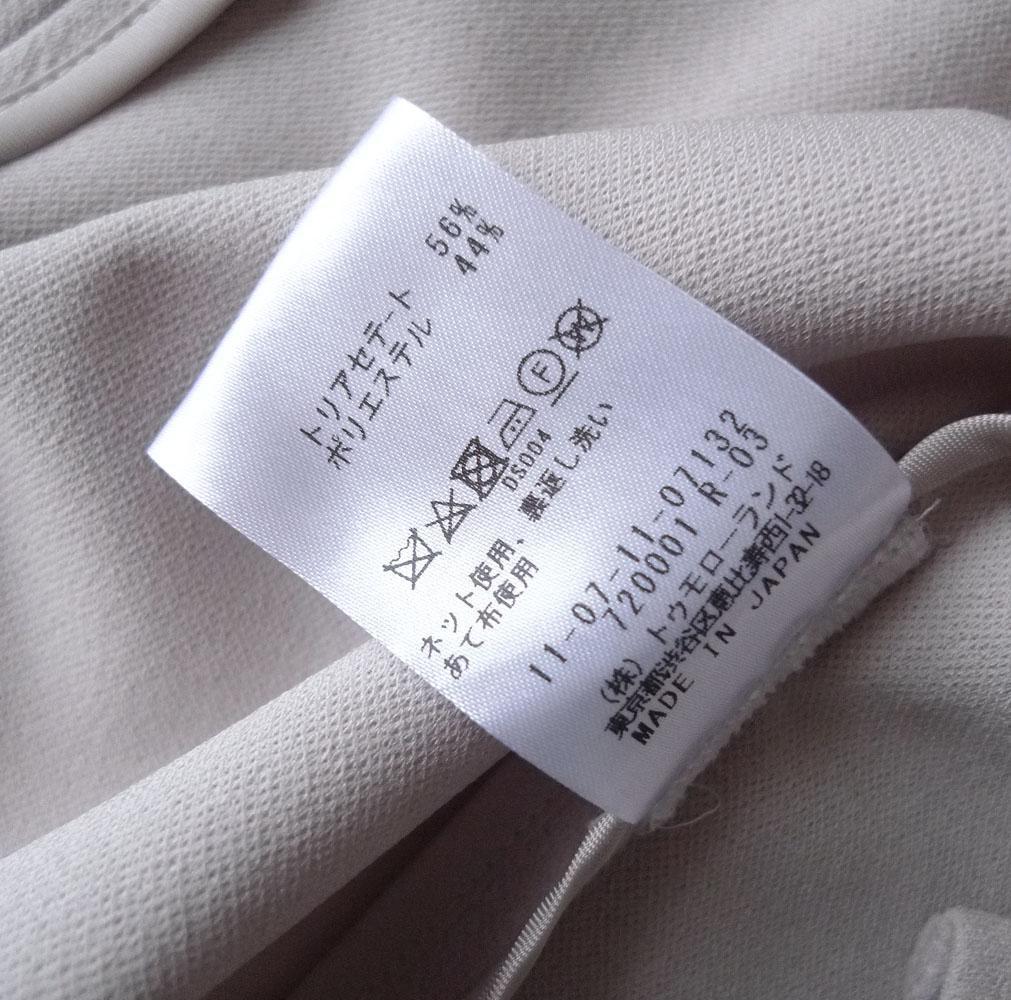 トリアセテート 56%
ポリエステル 44%
F W
DS004
ネット使用、裏返し洗い
あて布使用
11-07-11-07132
720001 R-03
(株) トゥモローランド
東京都渋谷区恵比寿西1-32-18
MADE IN JAPAN